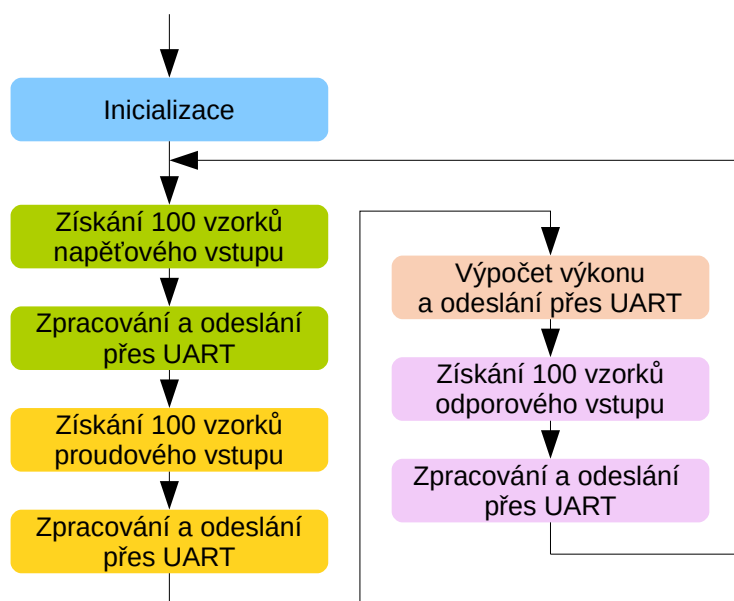 Inicializace
Získání 100 vzorků
napěťového vstupu
Zpracování a odeslání
přes UART
Získání 100 vzorků
proudového vstupu
Zpracování a odeslání
přes UART
Výpočet výkonu
a odeslání přes UART
Získání 100 vzorků
odporového vstupu
Zpracování a odeslání
přes UART